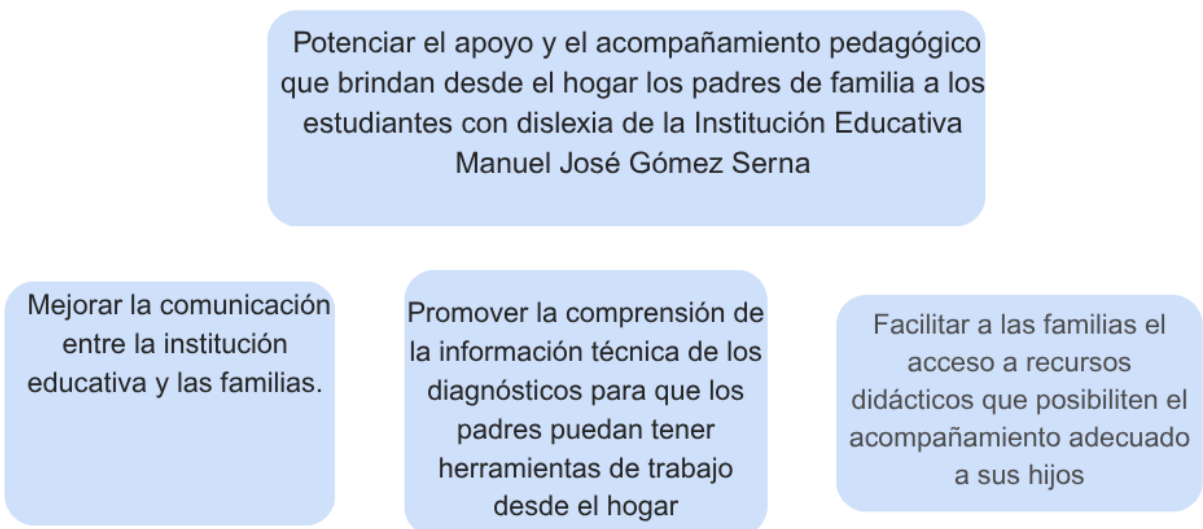 Potenciar el apoyo y el acompañamiento pedagógico
que brindan desde el hogar los padres de familia a los
estudiantes con dislexia de la Institución Educativa
Manuel José Gómez Serna
Mejorar la comunicación
entre la institución
educativa y las familias.
Promover la comprensión de
la información técnica de los
diagnósticos para que los
padres puedan tener
herramientas de trabajo
desde el hogar
Facilitar a las familias el
acceso a recursos
didácticos que posibiliten el
acompañamiento adecuado
a sus hijos